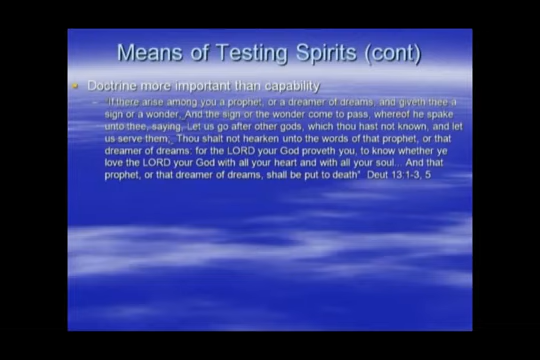 Means of Testing Spirits (cont)
Doctrine more important than capability
– "If there arise among you a prophet, or a dreamer of dreams, and giveth thee a
sign or a wonder, And the sign or the wonder come to pass, whereof he spake
unto thee, saying, Let us go after other gods, which thou hast not known, and let
us serve them; Thou shalt not hearken unto the words of that prophet, or that
dreamer of dreams: for the LORD your God proveth you, to know whether ye
love the LORD your God with all your heart and with all your soul... And that
prophet, or that dreamer of dreams, shall be put to death" Deut 13:1-3, 5